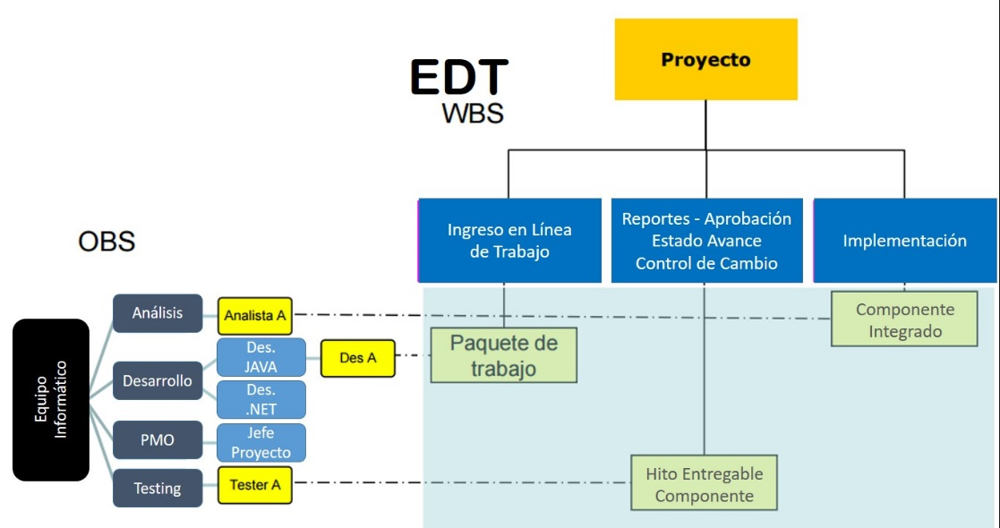 Proyecto
EDT
WBS
Ingreso en Línea
de Trabajo
Reportes - Aprobación
Estado Avance
Control de Cambio
Implementación
OBS
Equipo
Informático
Análisis
Analista A
Componente
Integrado
Desarrollo
Des.
JAVA
Des A
Paquete de
trabajo
Des.
.NET
PMO
Jefe
Proyecto
Testing
Tester A
Hito Entregable
Componente